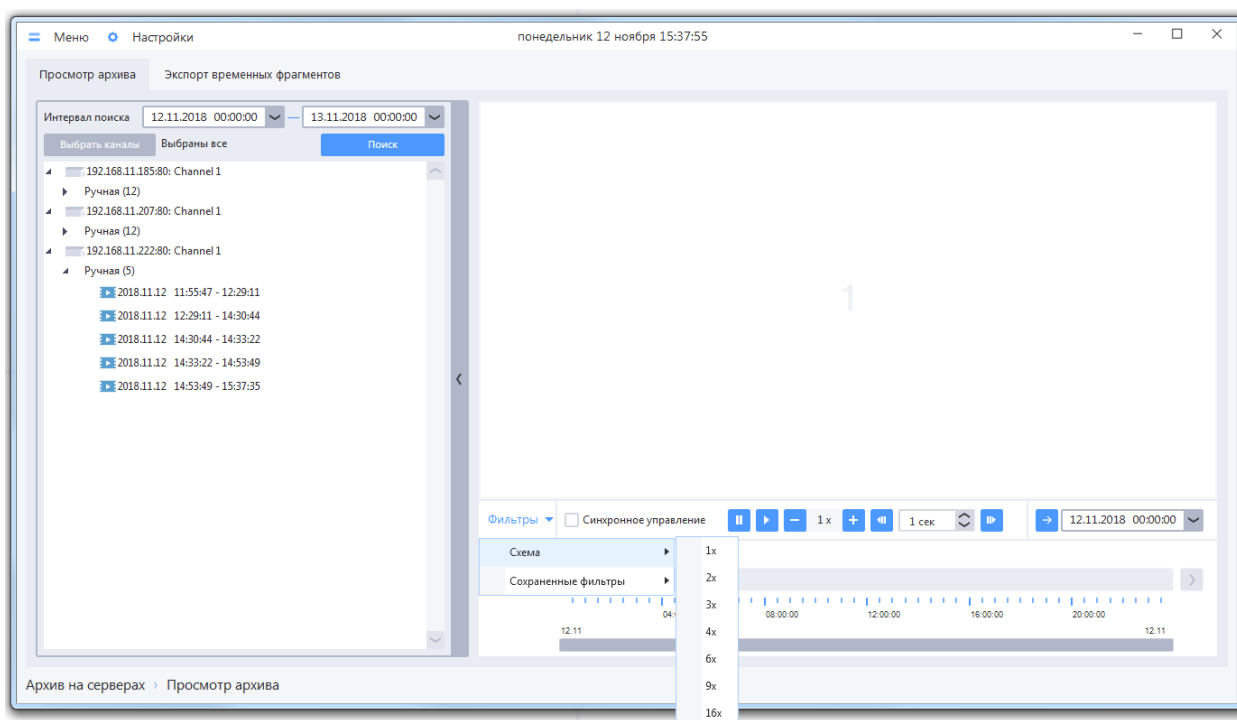 Меню Настройки понедельник 12 ноября 15:37:55
Просмотр архива Экспорт временных фрагментов
Интервал поиска 12.11.2018 00:00:00 — 13.11.2018 00:00:00
Выбрать каналы Выбраны все Поиск
192.168.11.185:80: Channel 1
Ручная (12)
192.168.11.207:80: Channel 1
Ручная (12)
192.168.11.222:80: Channel 1
Ручная (5)
2018.11.12 11:55:47 - 12:29:11
2018.11.12 12:29:11 - 14:30:44
2018.11.12 14:30:44 - 14:33:22
2018.11.12 14:33:22 - 14:53:49
2018.11.12 14:53:49 - 15:37:35
1
Фильтры Синхронное управление 1 x 1 сек 12.11.2018 00:00:00
Схема
Сохраненные фильтры
1x
2x
3x
4x
6x
9x
16x
04: 08:00:00 12:00:00 16:00:00 20:00:00
12.11 12.11
Архив на серверах › Просмотр архива